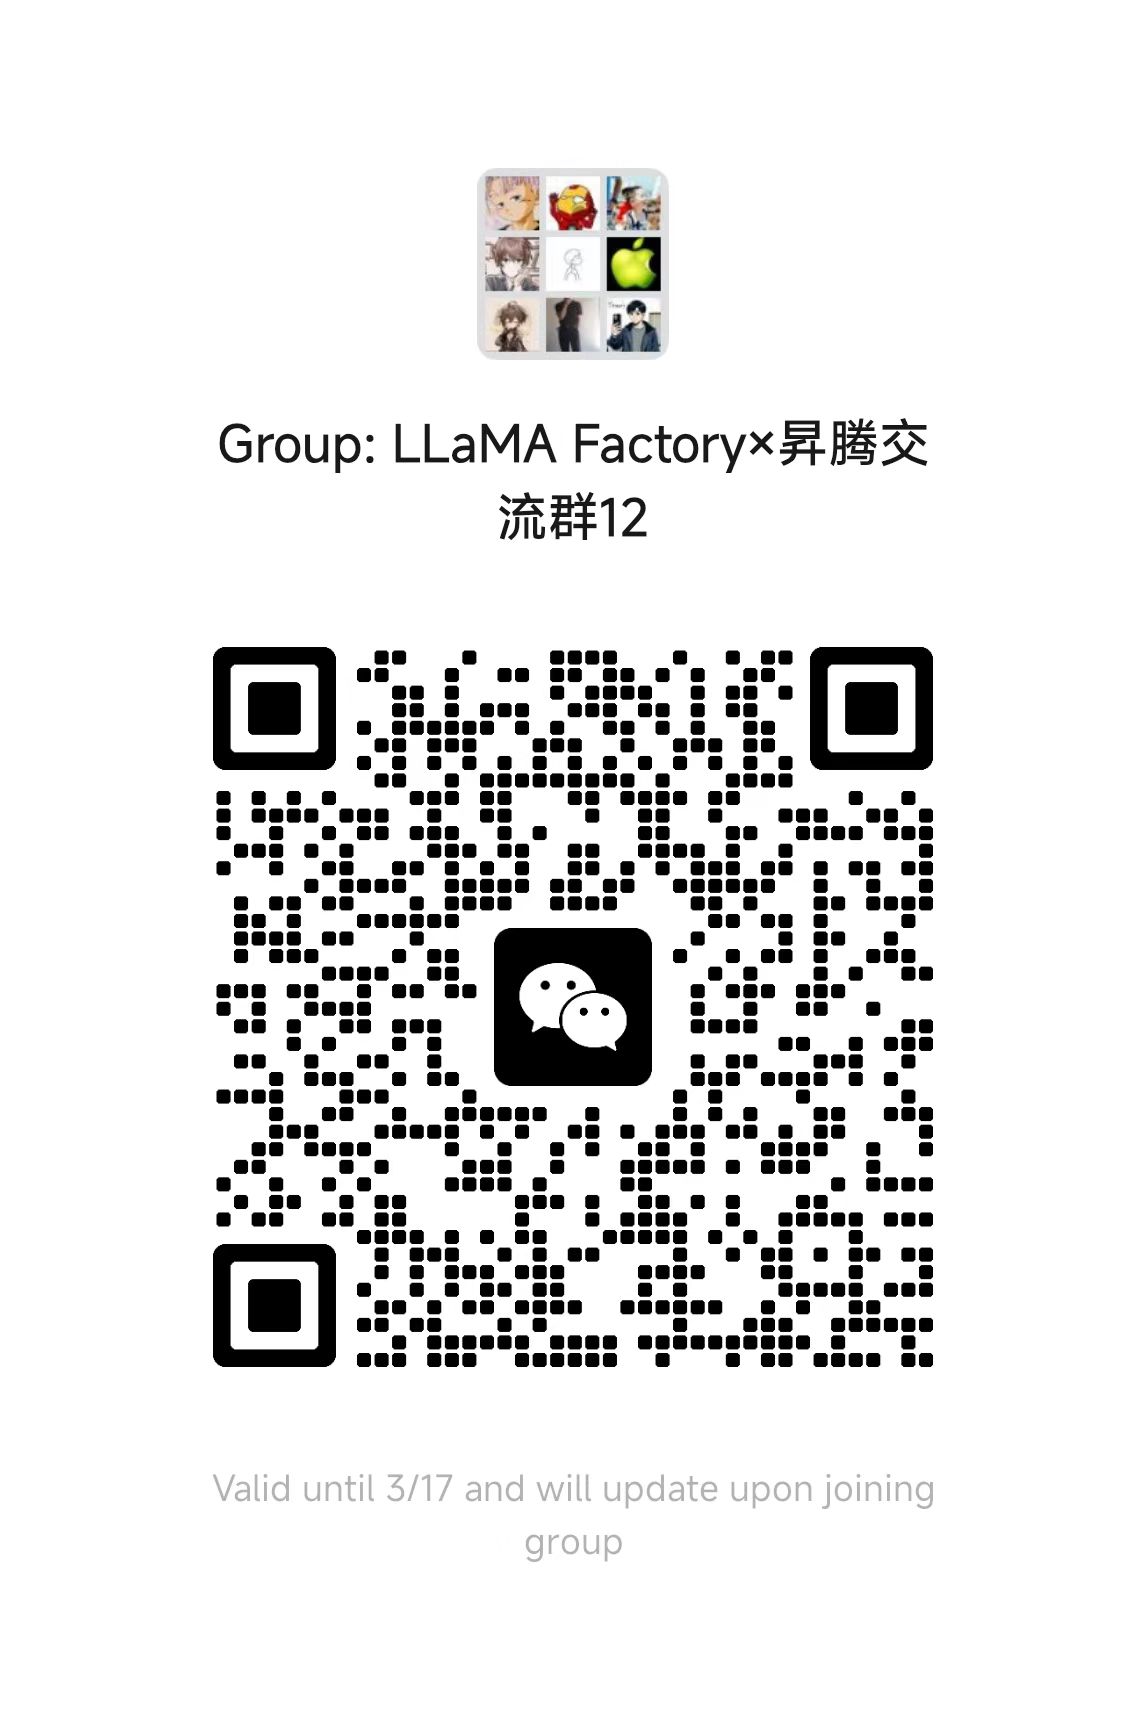 Group: LLaMA Factory×昇腾交
流群12
Valid until 3/17 and will update upon joining
group